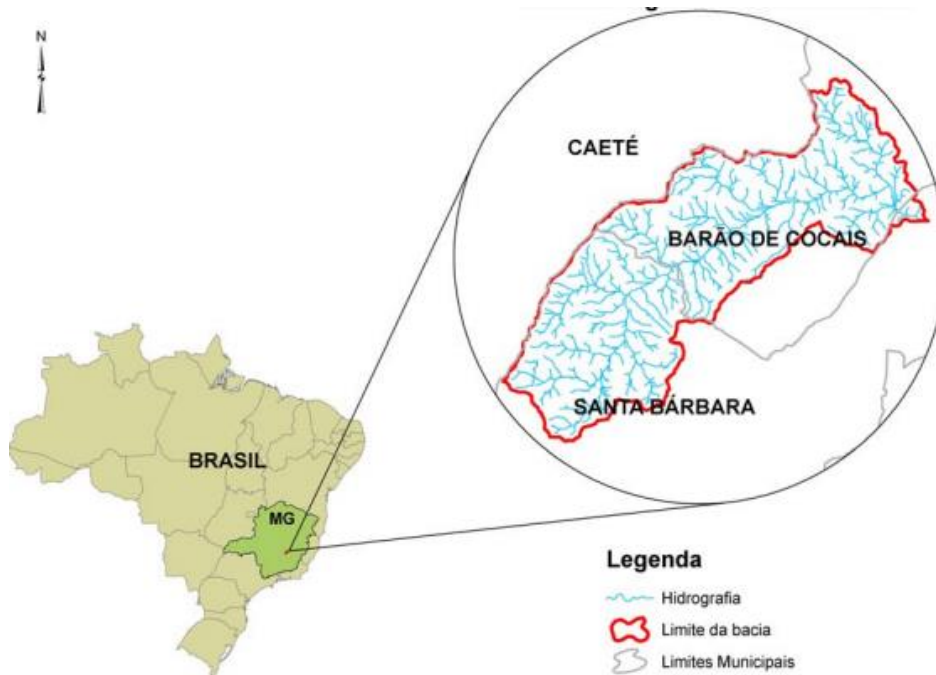 N
CAETÉ
BARÃO DE COCAIS
SANTA BÁRBARA
BRASIL
MG
Legenda
Hidrografia
Limite da bacia
Limites Municipais